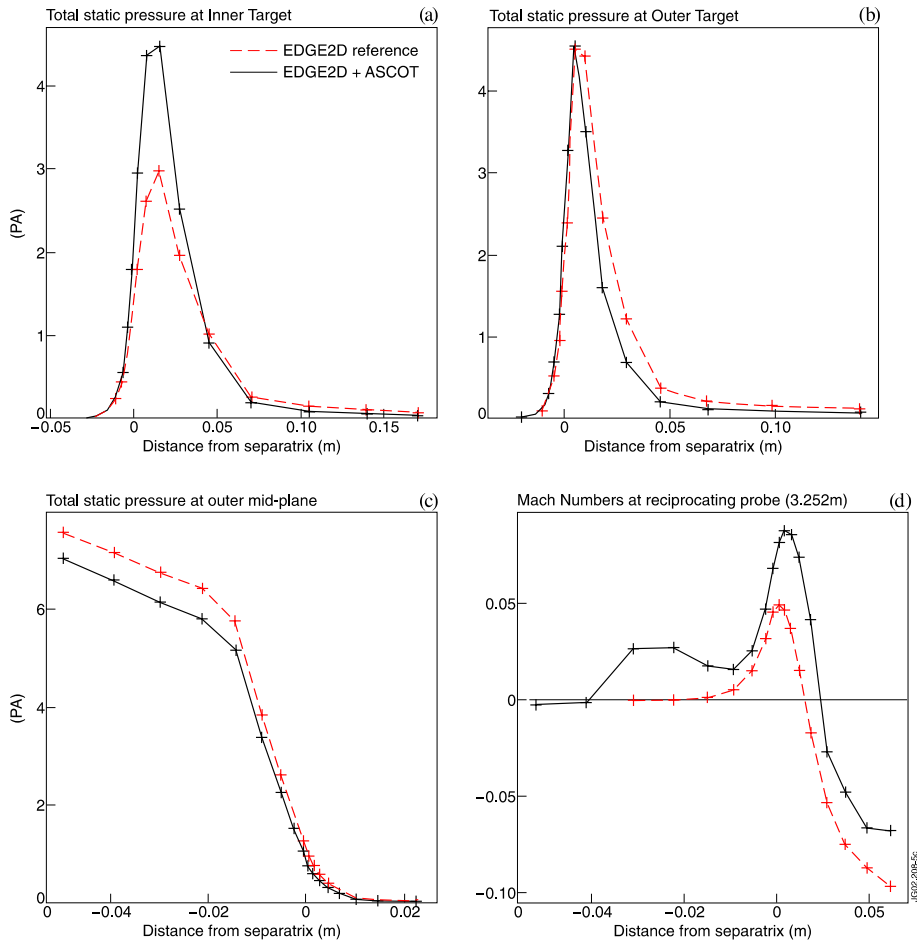 Total static pressure at Inner Target
(a)
EDGE2D reference
EDGE2D + ASCOT
(PA)
4
3
2
1
0
−0.05
0
0.05
0.10
0.15
Distance from separatrix (m)
Total static pressure at Outer Target
(b)
4
3
2
1
0
0
0.05
0.10
Distance from separatrix (m)
Total static pressure at outer mid-plane
(c)
(PA)
6
4
2
0
−0.04
−0.02
0
0.02
Distance from separatrix (m)
Mach Numbers at reciprocating probe (3.252m)
(d)
0.05
0
−0.05
−0.10
0
−0.04
−0.02
0
0.05
Distance from separatrix (m)
JG02.208-5c